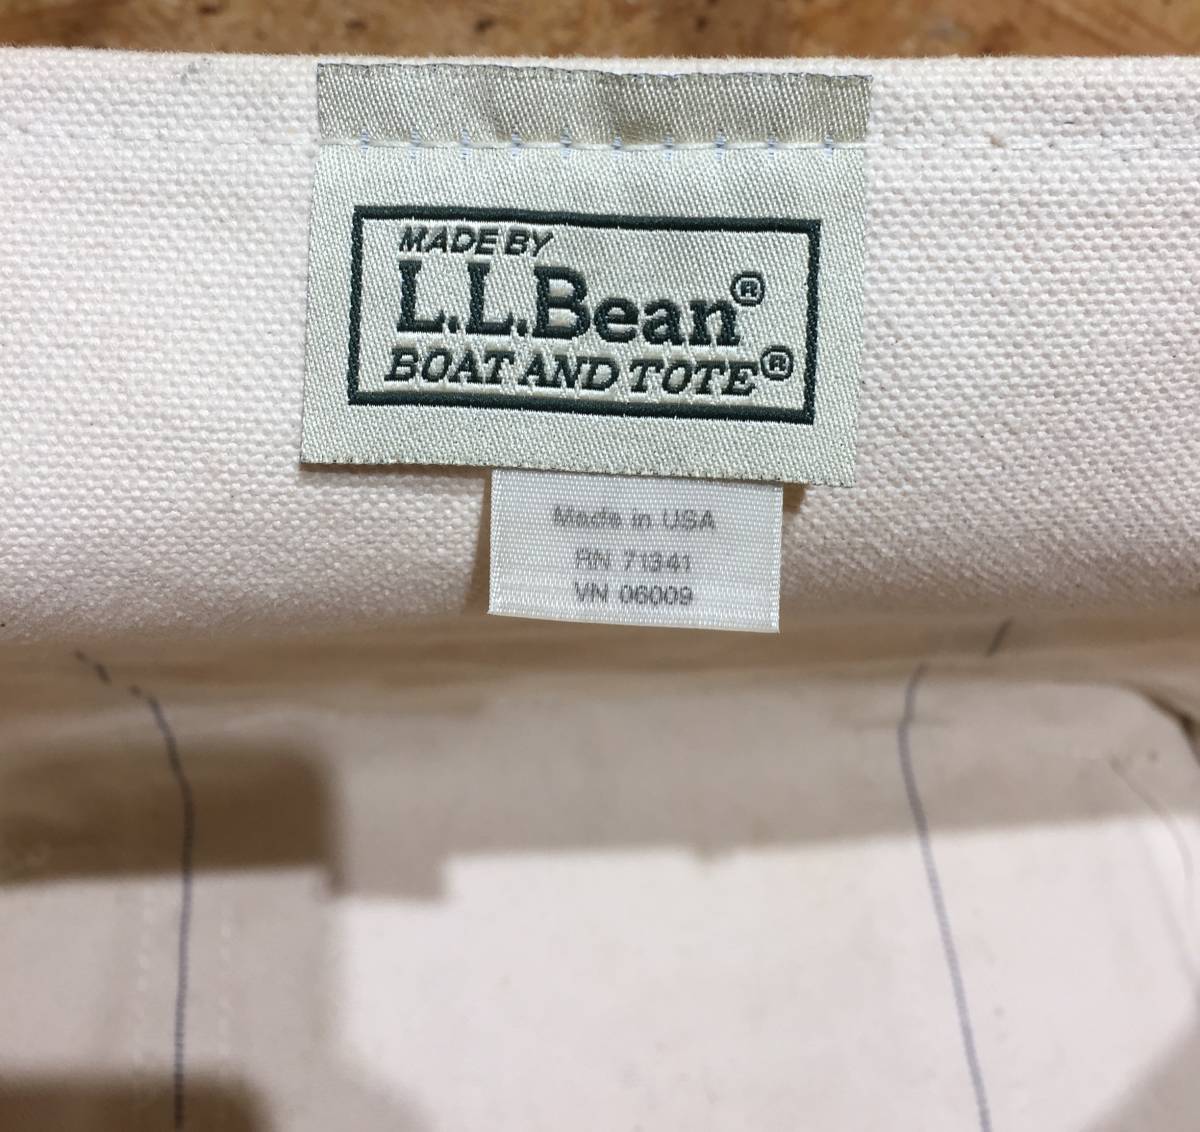 MADE BY
L.L.Bean®
BOAT AND TOTE®
Made in USA
RN 71341
VN 06009